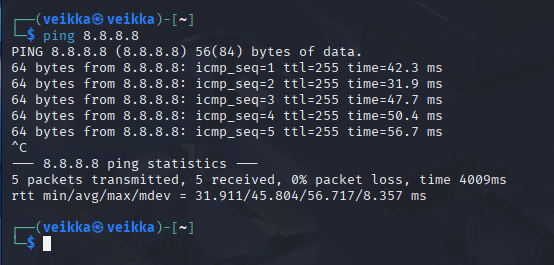 ┌──(veikka㉿veikka)-[~]
└─$ ping 8.8.8.8
PING 8.8.8.8 (8.8.8.8) 56(84) bytes of data.
64 bytes from 8.8.8.8: icmp_seq=1 ttl=255 time=42.3 ms
64 bytes from 8.8.8.8: icmp_seq=2 ttl=255 time=31.9 ms
64 bytes from 8.8.8.8: icmp_seq=3 ttl=255 time=47.7 ms
64 bytes from 8.8.8.8: icmp_seq=4 ttl=255 time=50.4 ms
64 bytes from 8.8.8.8: icmp_seq=5 ttl=255 time=56.7 ms
^C
--- 8.8.8.8 ping statistics ---
5 packets transmitted, 5 received, 0% packet loss, time 4009ms
rtt min/avg/max/mdev = 31.911/45.804/56.717/8.357 ms
┌──(veikka㉿veikka)-[~]
└─$